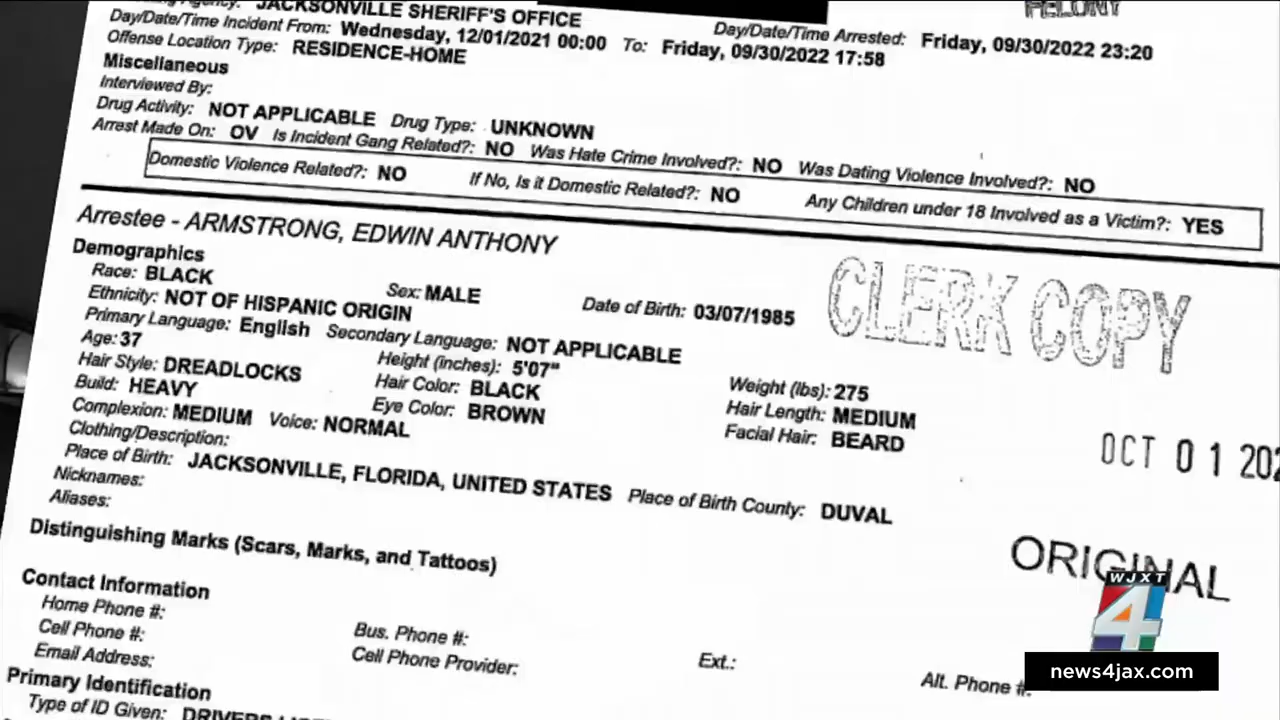 JACKSONVILLE SHERIFF'S OFFICE
FELONY
Day/Date/Time Incident From: Wednesday, 12/01/2021 00:00 To: Friday, 09/30/2022 17:58 Day/Date/Time Arrested: Friday, 09/30/2022 23:20
Offense Location Type: RESIDENCE-HOME
Miscellaneous
Interviewed By:
Drug Activity: NOT APPLICABLE Drug Type: UNKNOWN
Arrest Made On: OV Is Incident Gang Related?: NO Was Hate Crime Involved?: NO Was Dating Violence Involved?: NO
Domestic Violence Related?: NO If No, Is it Domestic Related?: NO Any Children under 18 Involved as a Victim?: YES
Arrestee - ARMSTRONG, EDWIN ANTHONY
Demographics
Race: BLACK Sex: MALE Date of Birth: 03/07/1985
Ethnicity: NOT OF HISPANIC ORIGIN
Primary Language: English Secondary Language: NOT APPLICABLE
Age: 37 Height (inches): 5'07" Weight (lbs): 275
Hair Style: DREADLOCKS Hair Color: BLACK Hair Length: MEDIUM
Build: HEAVY Eye Color: BROWN Facial Hair: BEARD
Complexion: MEDIUM Voice: NORMAL
Clothing/Description:
Place of Birth: JACKSONVILLE, FLORIDA, UNITED STATES Place of Birth County: DUVAL
Nicknames:
Aliases:
CLERK COPY
OCT 01 202
Distinguishing Marks (Scars, Marks, and Tattoos)
ORIGINAL
Contact Information
Home Phone #:
Cell Phone #: Bus. Phone #: Ext.: Alt. Phone #:
Email Address: Cell Phone Provider:
Primary Identification
Type of ID Given:
WJXT
4
news4jax.com